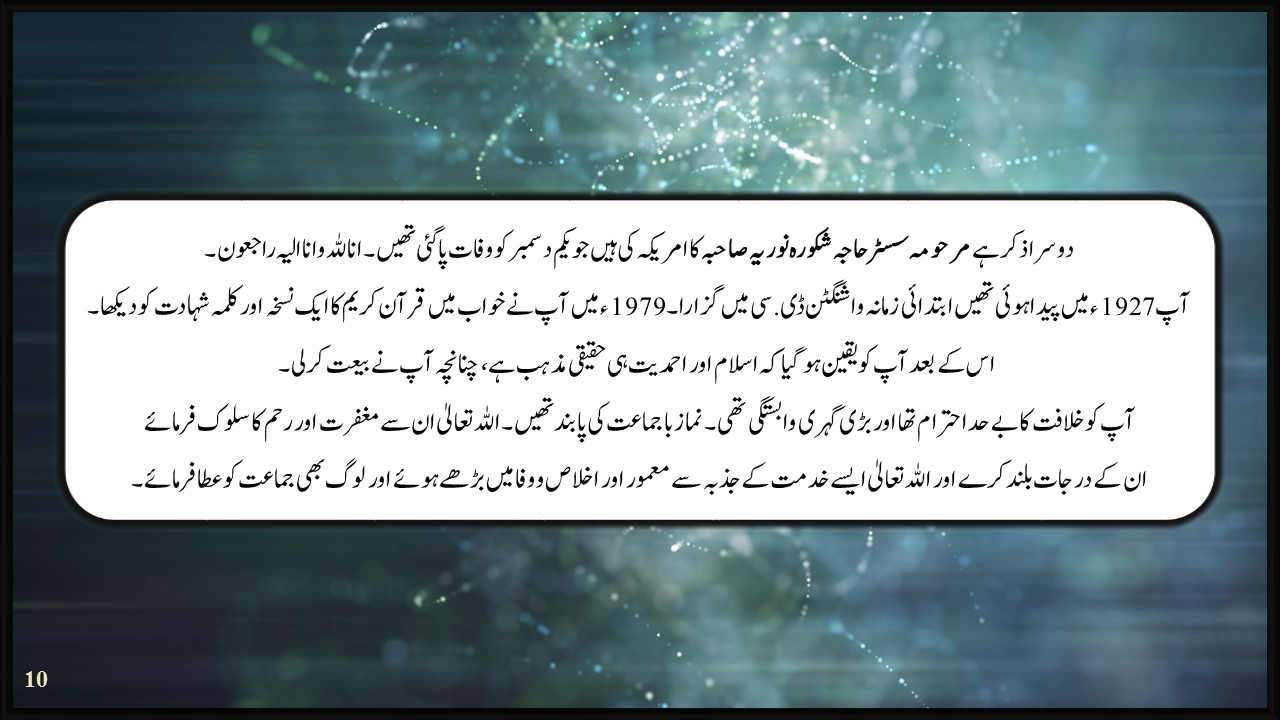 دوسرا ذکر ہے مرحومہ سسٹر حاجہ شکورہ نوریہ صاحبہ کا امریکہ کی ہیں جو یکم دسمبر کو وفات پا گئی تھیں۔ انا للہ وانا الیہ راجعون۔
آپ 1927ء میں پیدا ہوئی تھیں ابتدائی زمانہ واشنگٹن ڈی. سی میں گزارا۔ 1979ء میں آپ نے خواب میں قرآن کریم کا ایک نسخہ اور کلمہ شہادت کو دیکھا۔
اس کے بعد آپ کو یقین ہو گیا کہ اسلام اور احمدیت ہی حقیقی مذہب ہے، چنانچہ آپ نے بیعت کر لی۔
آپ کو خلافت کا بے حد احترام تھا اور بڑی گہری وابستگی تھی۔ نماز با جماعت کی پابند تھیں۔ اللہ تعالیٰ ان سے مغفرت اور رحم کا سلوک فرمائے
ان کے درجات بلند کرے اور اللہ تعالیٰ ایسے خدمت کے جذبہ سے معمور اور اخلاص و وفا میں بڑھے ہوئے اور لوگ بھی جماعت کو عطا فرمائے۔
10